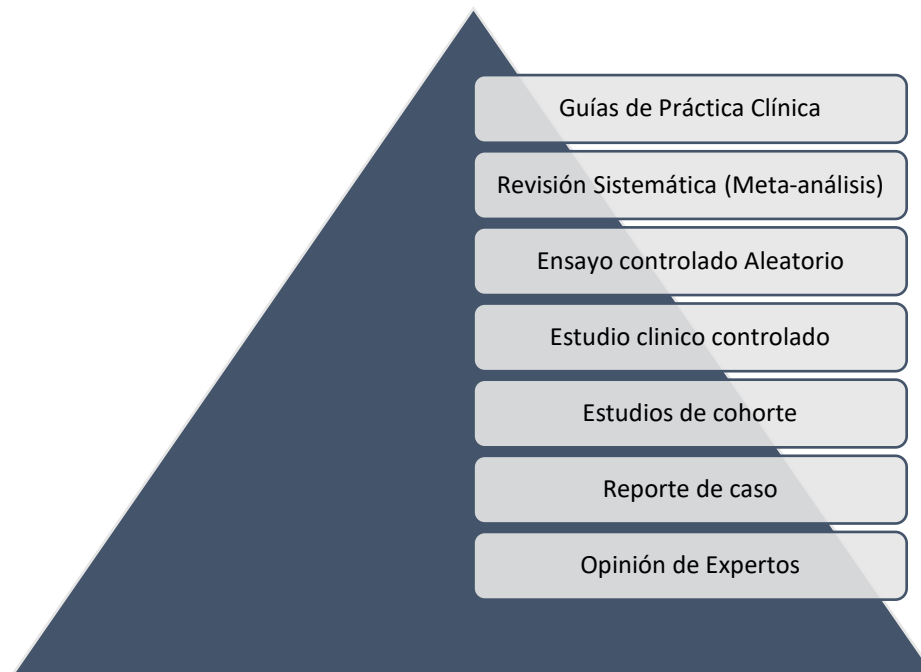 Guías de Práctica Clínica
Revisión Sistemática (Meta-análisis)
Ensayo controlado Aleatorio
Estudio clinico controlado
Estudios de cohorte
Reporte de caso
Opinión de Expertos